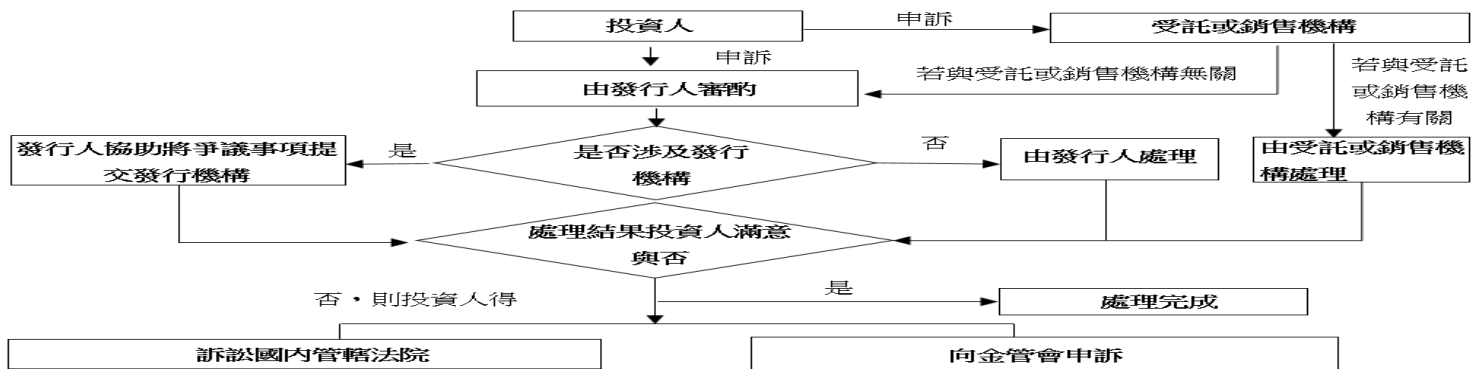 投資人
申訴
受託或銷售機構
申訴
由發行人審酌
若與受託或銷售機構無關
若與受託
或銷售機
構有關
發行人協助將爭議事項提
交發行機構
是
是否涉及發行
機構
否
由發行人處理
由受託或銷售機
構處理
處理結果投資人滿意
與否
否，則投資人得
是
處理完成
訴訟國內管轄法院
向金管會申訴